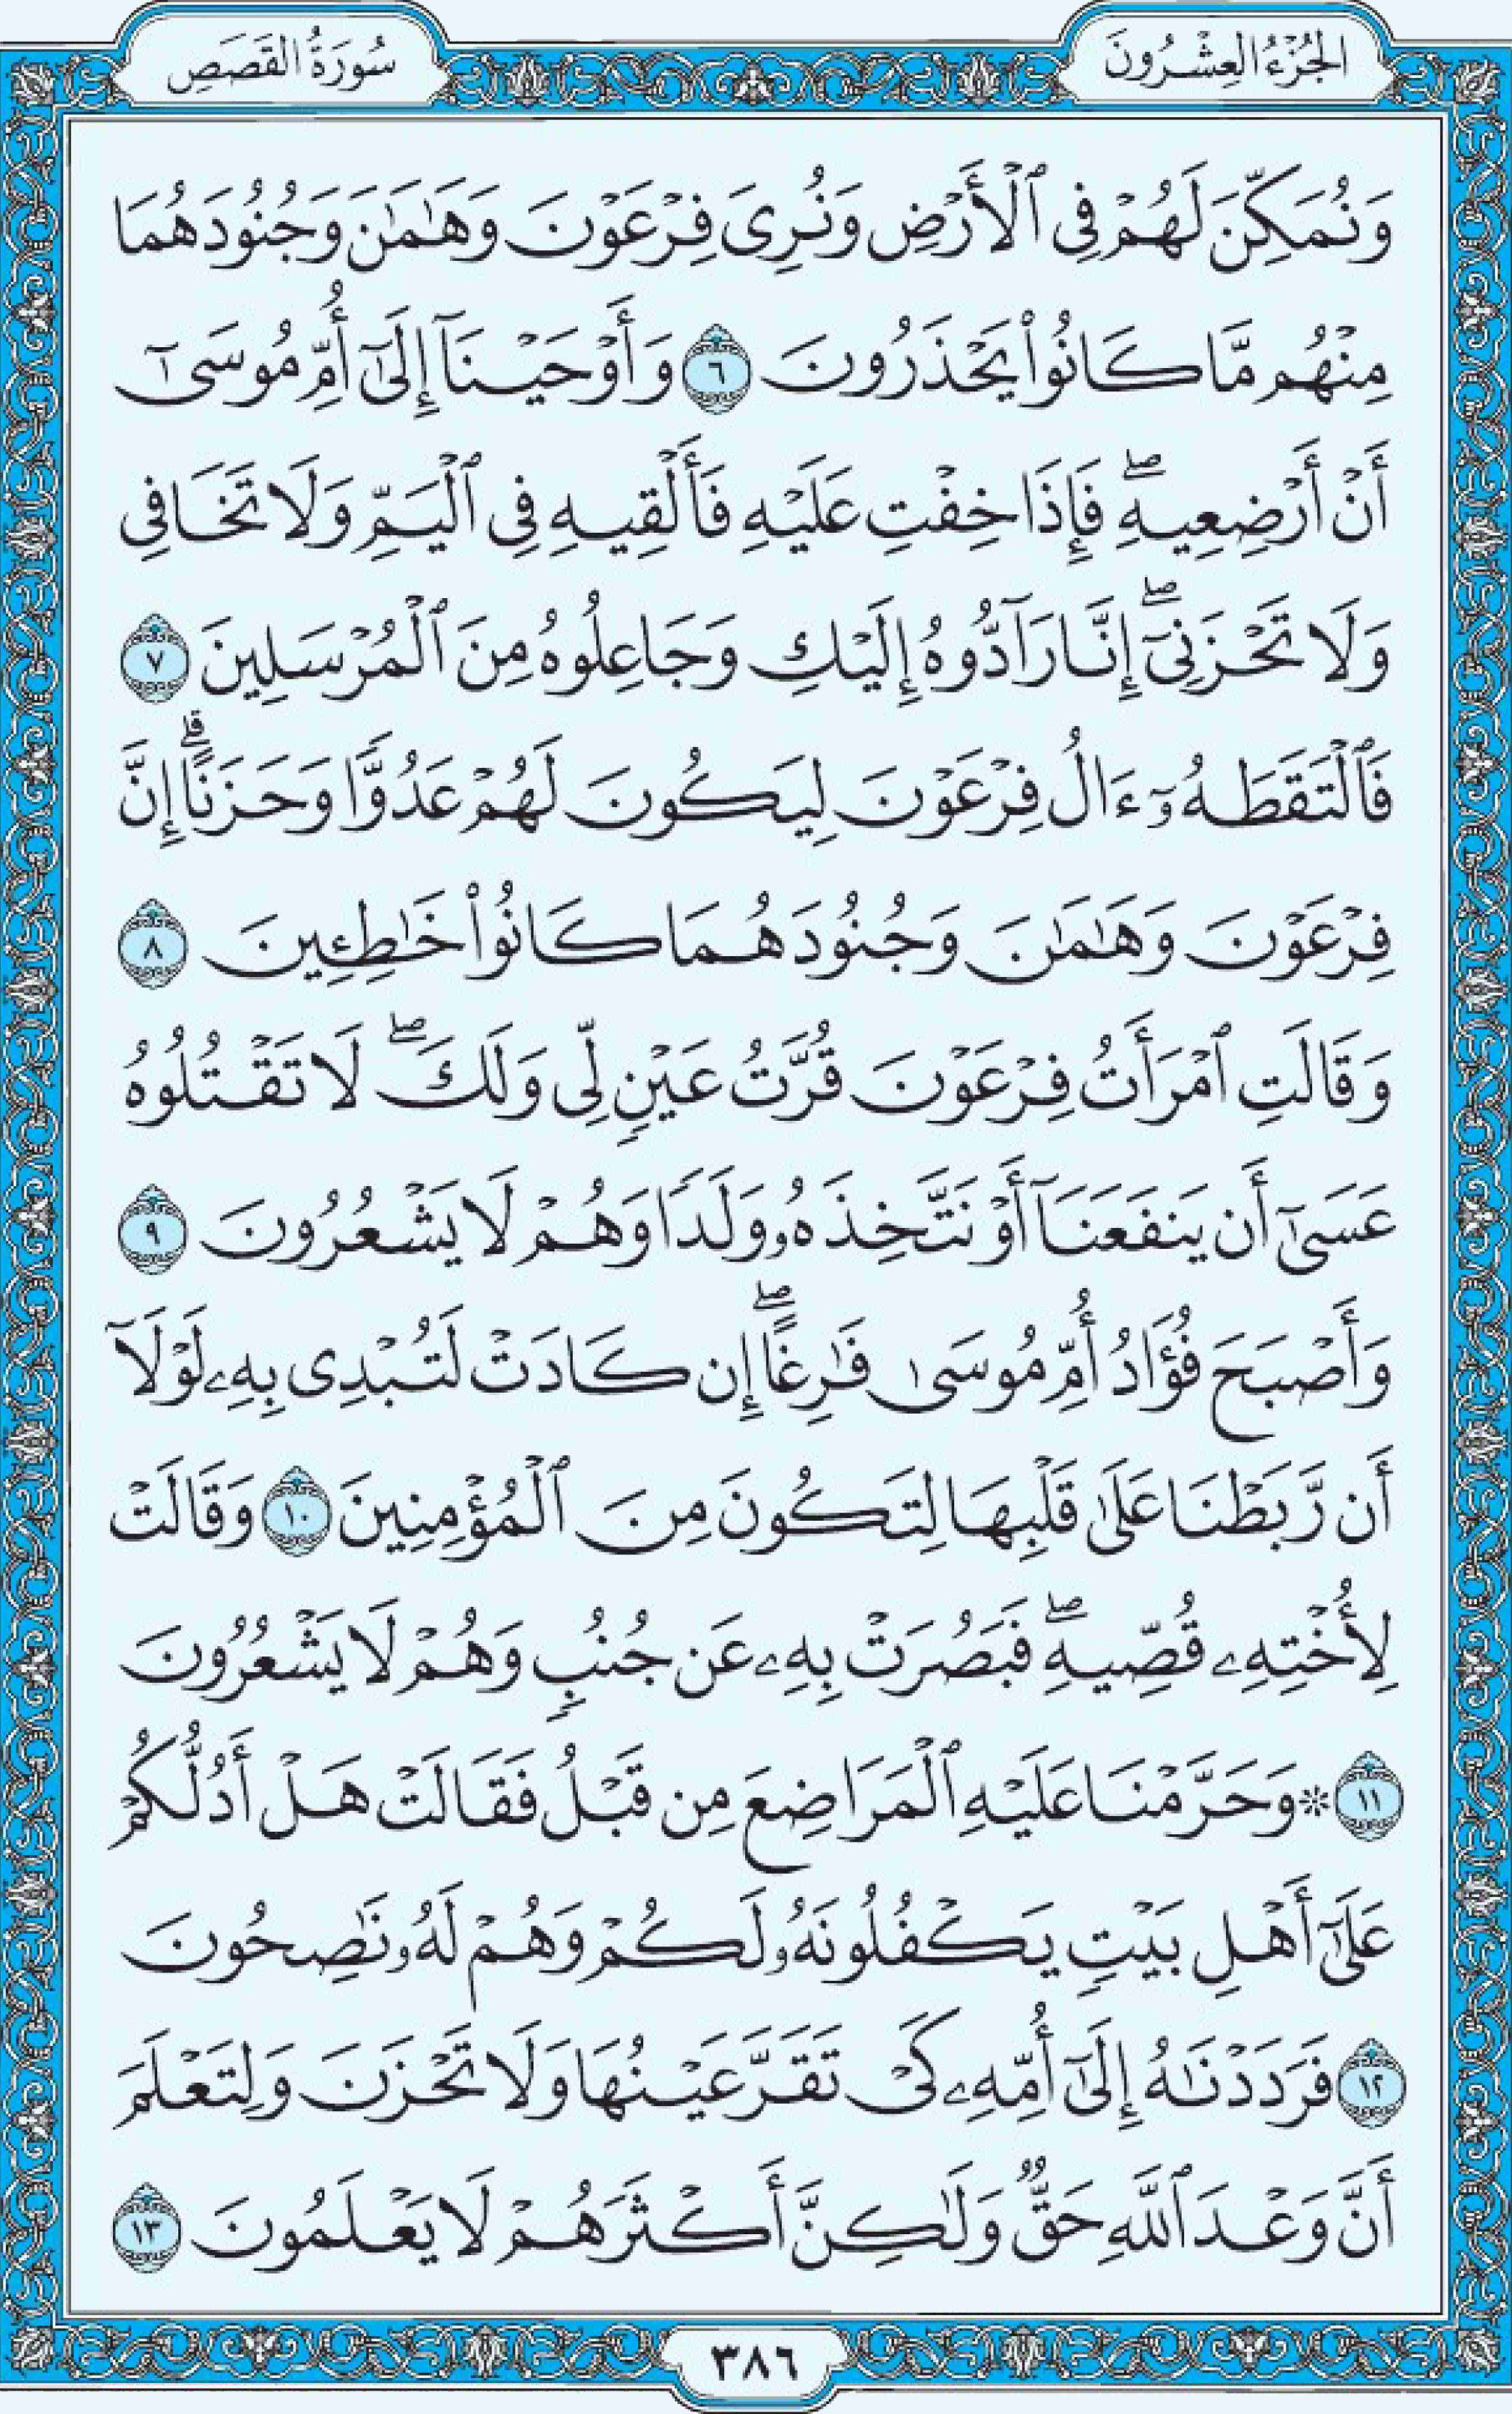 الجُزْءُ العِشْرُونَ
سُورَةُ القَصَصِ
وَنُمَكِّنَ لَهُمْ فِى ٱلْأَرْضِ وَنُرِىَ فِرْعَوْنَ وَهَـٰمَـٰنَ وَجُنُودَهُمَا
مِنْهُم مَّا كَانُوا۟ يَحْذَرُونَ ٦ وَأَوْحَيْنَآ إِلَىٰٓ أُمِّ مُوسَىٰٓ
أَنْ أَرْضِعِيهِ ۖ فَإِذَا خِفْتِ عَلَيْهِ فَأَلْقِيهِ فِى ٱلْيَمِّ وَلَا تَخَافِى
وَلَا تَحْزَنِىٓ ۖ إِنَّا رَآدُّوهُ إِلَيْكِ وَجَاعِلُوهُ مِنَ ٱلْمُرْسَلِينَ ٧
فَٱلْتَقَطَهُۥٓ ءَالُ فِرْعَوْنَ لِيَكُونَ لَهُمْ عَدُوًّا وَحَزَنًا ۗ إِنَّ
فِرْعَوْنَ وَهَـٰمَـٰنَ وَجُنُودَهُمَا كَانُوا۟ خَـٰطِـِٔينَ ٨
وَقَالَتِ ٱمْرَأَتُ فِرْعَوْنَ قُرَّتُ عَيْنٍ لِّى وَلَكَ ۖ لَا تَقْتُلُوهُ
عَسَىٰٓ أَن يَنفَعَنَآ أَوْ نَتَّخِذَهُۥ وَلَدًا وَهُمْ لَا يَشْعُرُونَ ٩
وَأَصْبَحَ فُؤَادُ أُمِّ مُوسَىٰ فَـٰرِغًا ۖ إِن كَادَتْ لَتُبْدِى بِهِۦ لَوْلَآ
أَن رَّبَطْنَا عَلَىٰ قَلْبِهَا لِتَكُونَ مِنَ ٱلْمُؤْمِنِينَ ١٠ وَقَالَتْ
لِأُخْتِهِۦ قُصِّيهِ ۖ فَبَصُرَتْ بِهِۦ عَن جُنُبٍ وَهُمْ لَا يَشْعُرُونَ
١١ ۞ وَحَرَّمْنَا عَلَيْهِ ٱلْمَرَاضِعَ مِن قَبْلُ فَقَالَتْ هَلْ أَدُلُّكُمْ
عَلَىٰٓ أَهْلِ بَيْتٍ يَكْفُلُونَهُۥ لَكُمْ وَهُمْ لَهُۥ نَـٰصِحُونَ
١٢ فَرَدَدْنَـٰهُ إِلَىٰٓ أُمِّهِۦ كَىْ تَقَرَّ عَيْنُهَا وَلَا تَحْزَنَ وَلِتَعْلَمَ
أَنَّ وَعْدَ ٱللَّهِ حَقٌّ وَلَـٰكِنَّ أَكْثَرَهُمْ لَا يَعْلَمُونَ ١٣
٣٨٦